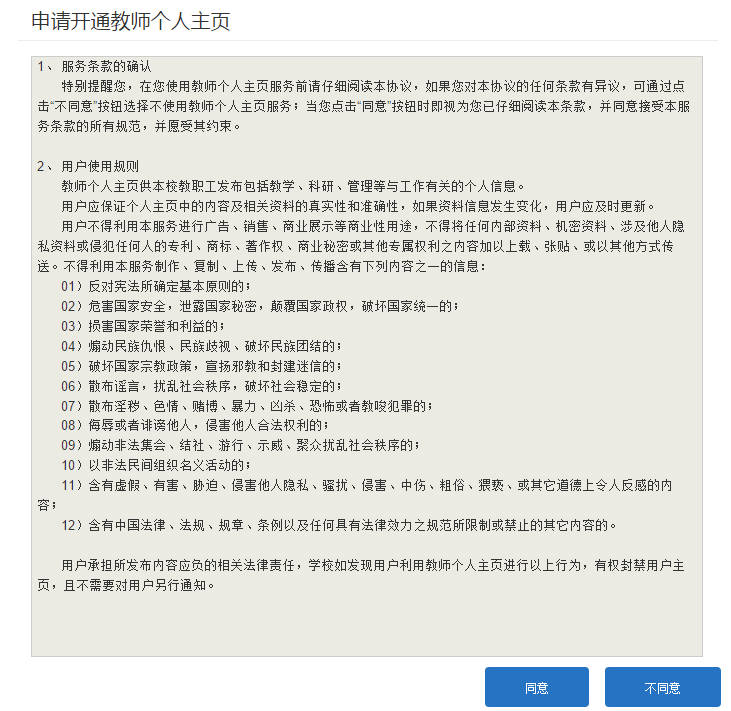 申请开通教师个人主页
1、 服务条款的确认
特别提醒您，在您使用教师个人主页服务前请仔细阅读本协议，如果您对本协议的任何条款有异议，可通过点
击“不同意”按钮选择不使用教师个人主页服务；当您点击“同意”按钮时即视为您已仔细阅读本条款，并同意接受本服
务条款的所有规范，并愿受其约束。
2、 用户使用规则
教师个人主页供本校教职工发布包括教学、科研、管理等与工作有关的个人信息。
用户应保证个人主页中的内容及相关资料的真实性和准确性，如果资料信息发生变化，用户应及时更新。
用户不得利用本服务进行广告、销售、商业展示等商业性用途，不得将任何内部资料、机密资料、涉及他人隐
私资料或侵犯任何人的专利、商标、著作权、商业秘密或其他专属权利之内容加以上载、张贴、或以其他方式传
送。不得利用本服务制作、复制、上传、发布、传播含有下列内容之一的信息：
01）反对宪法所确定基本原则的；
02）危害国家安全，泄露国家秘密，颠覆国家政权，破坏国家统一的；
03）损害国家荣誉和利益的；
04）煽动民族仇恨、民族歧视、破坏民族团结的；
05）破坏国家宗教政策，宣扬邪教和封建迷信的；
06）散布谣言，扰乱社会秩序，破坏社会稳定的；
07）散布淫秽、色情、赌博、暴力、凶杀、恐怖或者教唆犯罪的；
08）侮辱或者诽谤他人，侵害他人合法权利的；
09）煽动非法集会、结社、游行、示威、聚众扰乱社会秩序的；
10）以非法民间组织名义活动的；
11）含有虚假、有害、胁迫、侵害他人隐私、骚扰、侵害、中伤、粗俗、猥亵、或其它道德上令人反感的内
容；
12）含有中国法律、法规、规章、条例以及任何具有法律效力之规范所限制或禁止的其它内容的。
用户承担所发布内容应负的相关法律责任，学校如发现用户利用教师个人主页进行以上行为，有权封禁用户主
页，且不需要对用户另行通知。
同意
不同意